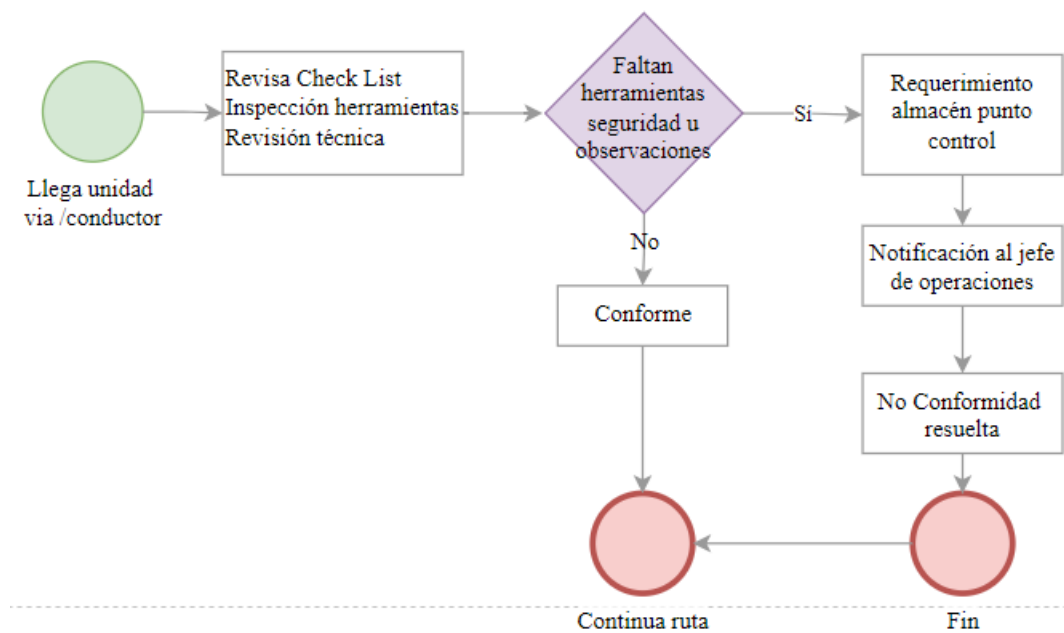 Llega unidad
via /conductor
Revisa Check List
Inspección herramientas
Revisión técnica
Faltan
herramientas
seguridad u
observaciones
Sí
Requerimiento
almacén punto
control
Notificación al jefe
de operaciones
No Conformidad
resuelta
No
Conforme
Continua ruta
Fin